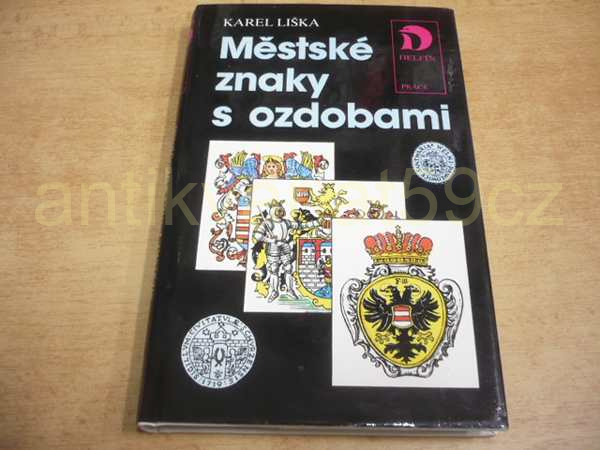 KAREL LIŠKA
Městské
znaky
s ozdobami
DELFÍN
PRÁCE